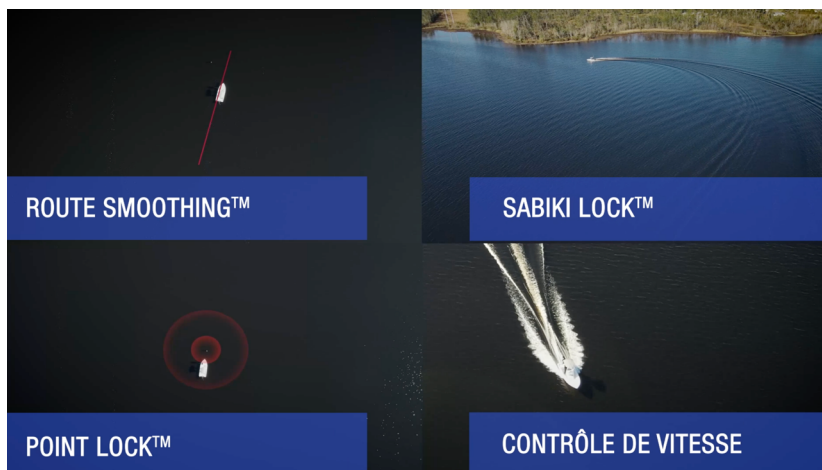 ROUTE SMOOTHING™
SABIKI LOCK™
POINT LOCK™
CONTRÔLE DE VITESSE